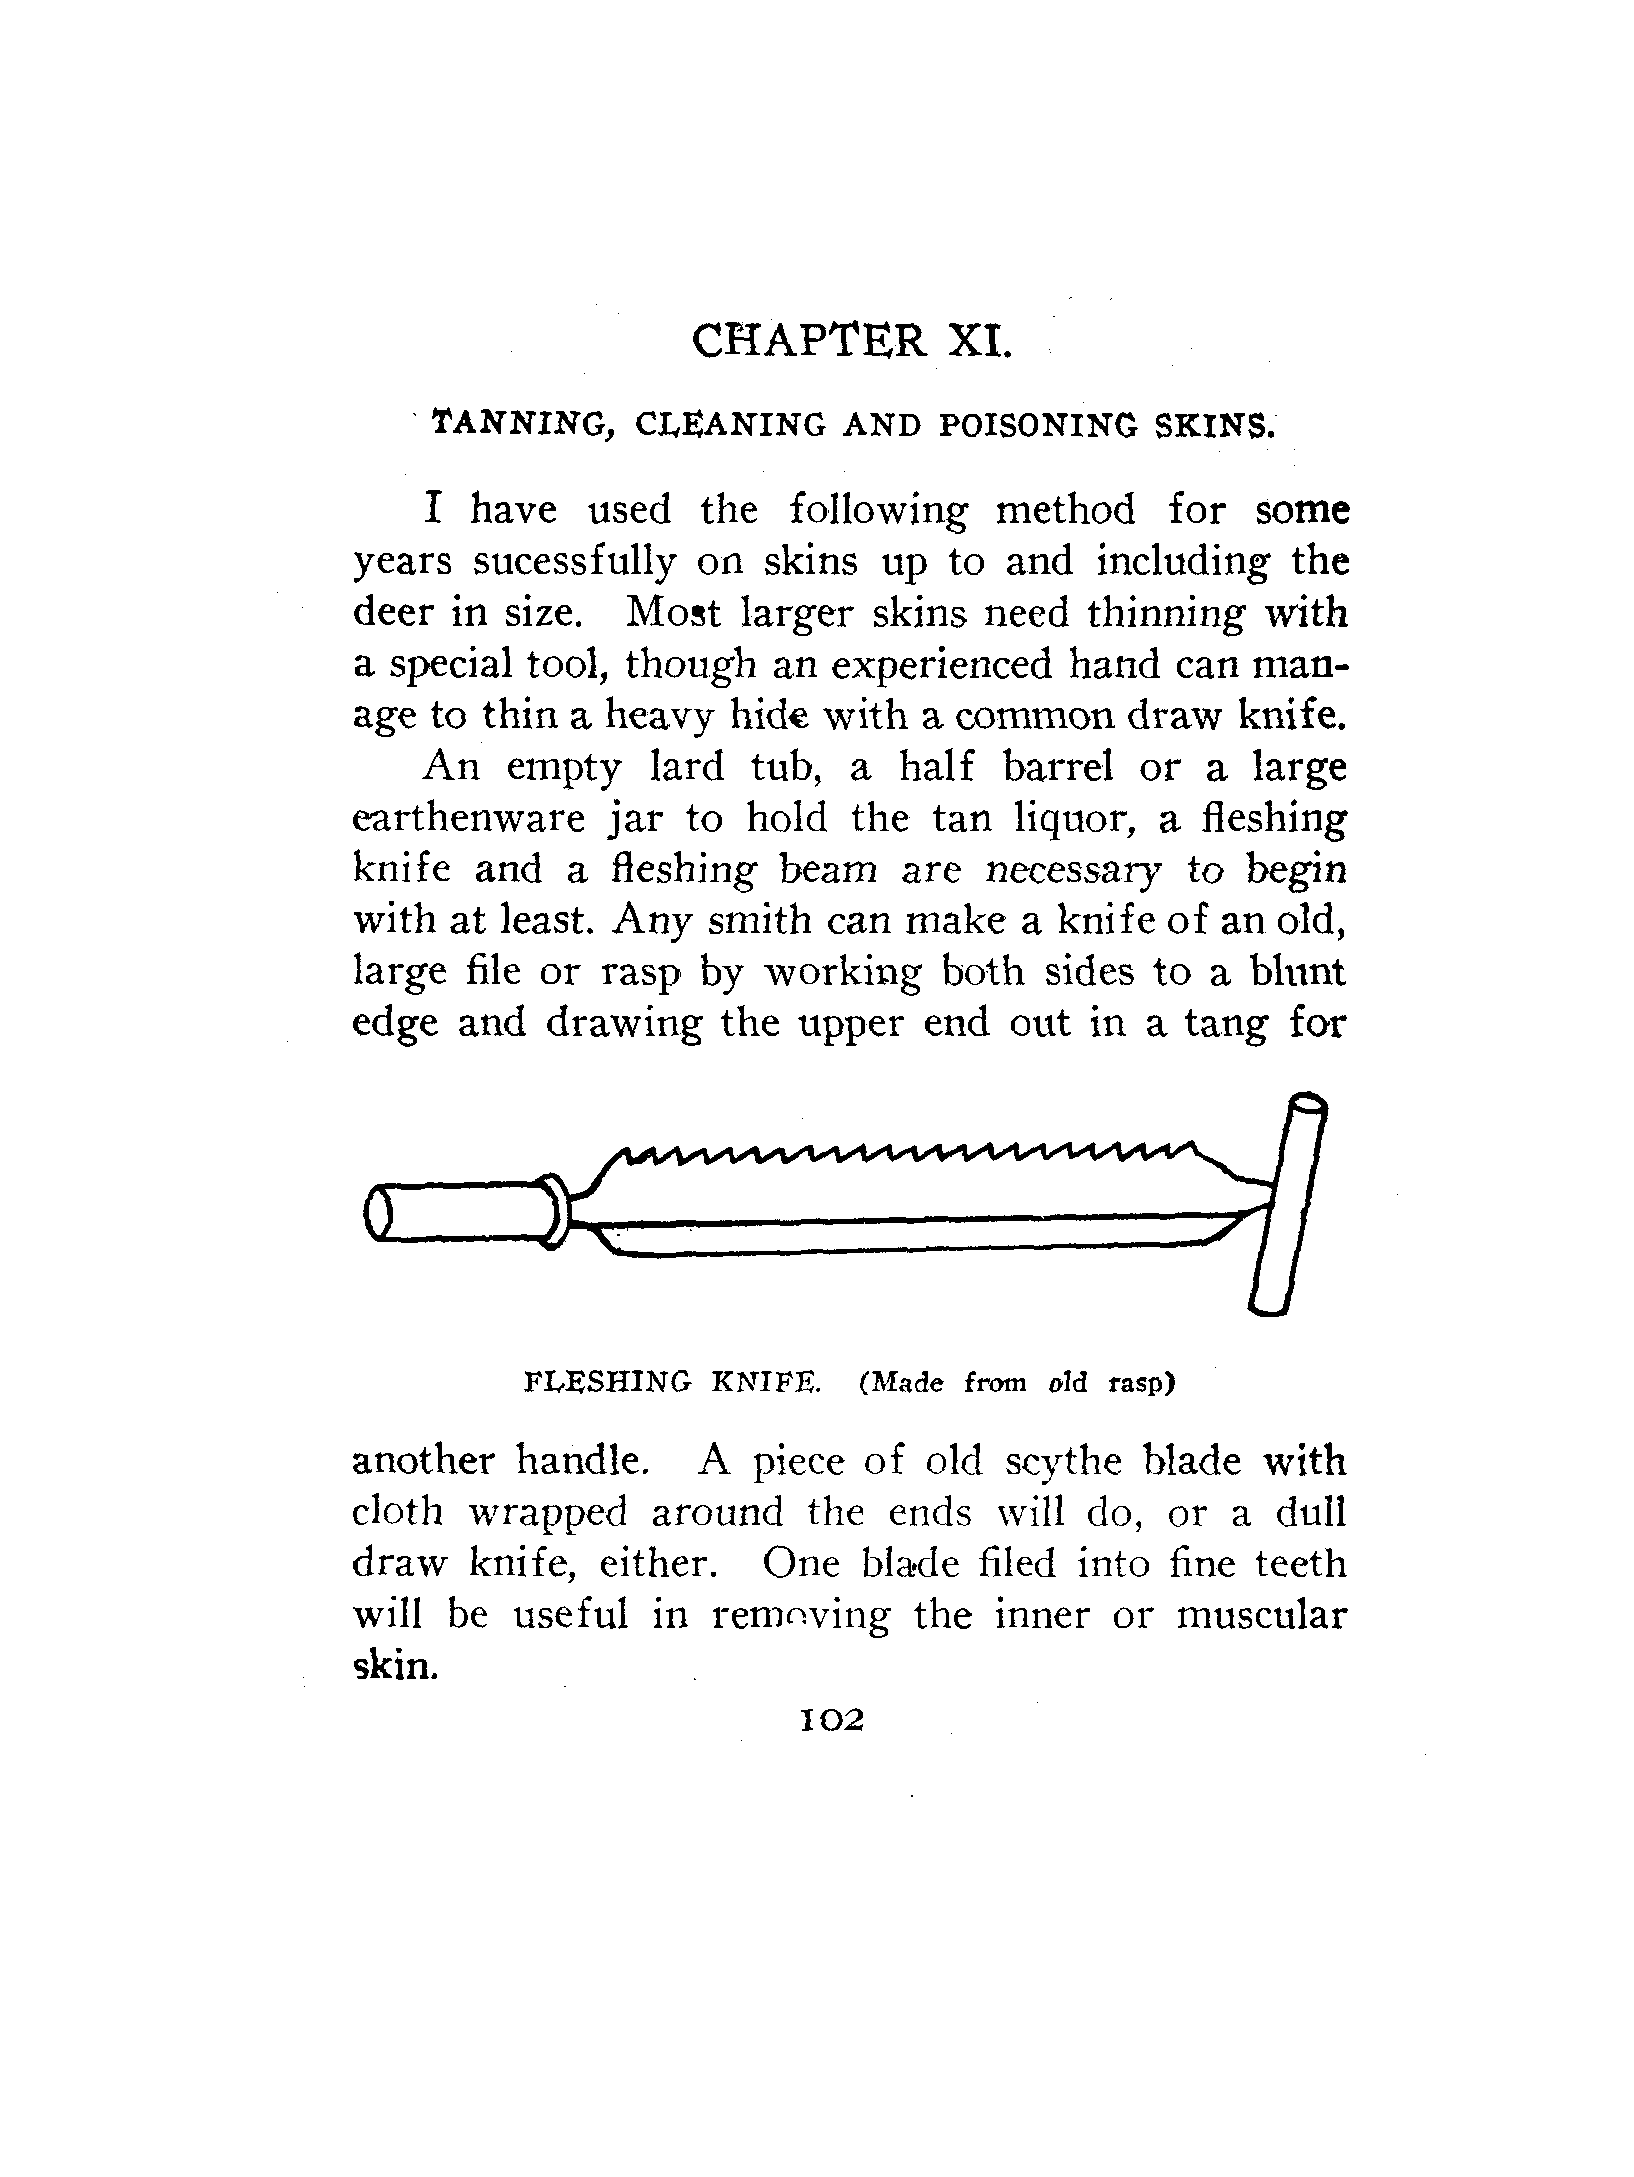 CHAPTER XI.
TANNING, CLEANING AND POISONING SKINS.
I have used the following method for some
years sucessfully on skins up to and including the
deer in size. Most larger skins need thinning with
a special tool, though an experienced hand can man-
age to thin a heavy hide with a common draw knife.
An empty lard tub, a half barrel or a large
earthenware jar to hold the tan liquor, a fleshing
knife and a fleshing beam are necessary to begin
with at least. Any smith can make a knife of an old,
large file or rasp by working both sides to a blunt
edge and drawing the upper end out in a tang for
FLESHING KNIFE. (Made from old rasp)
another handle. A piece of old scythe blade with
cloth wrapped around the ends will do, or a dull
draw knife, either. One blade filed into fine teeth
will be useful in removing the inner or muscular
skin.
102